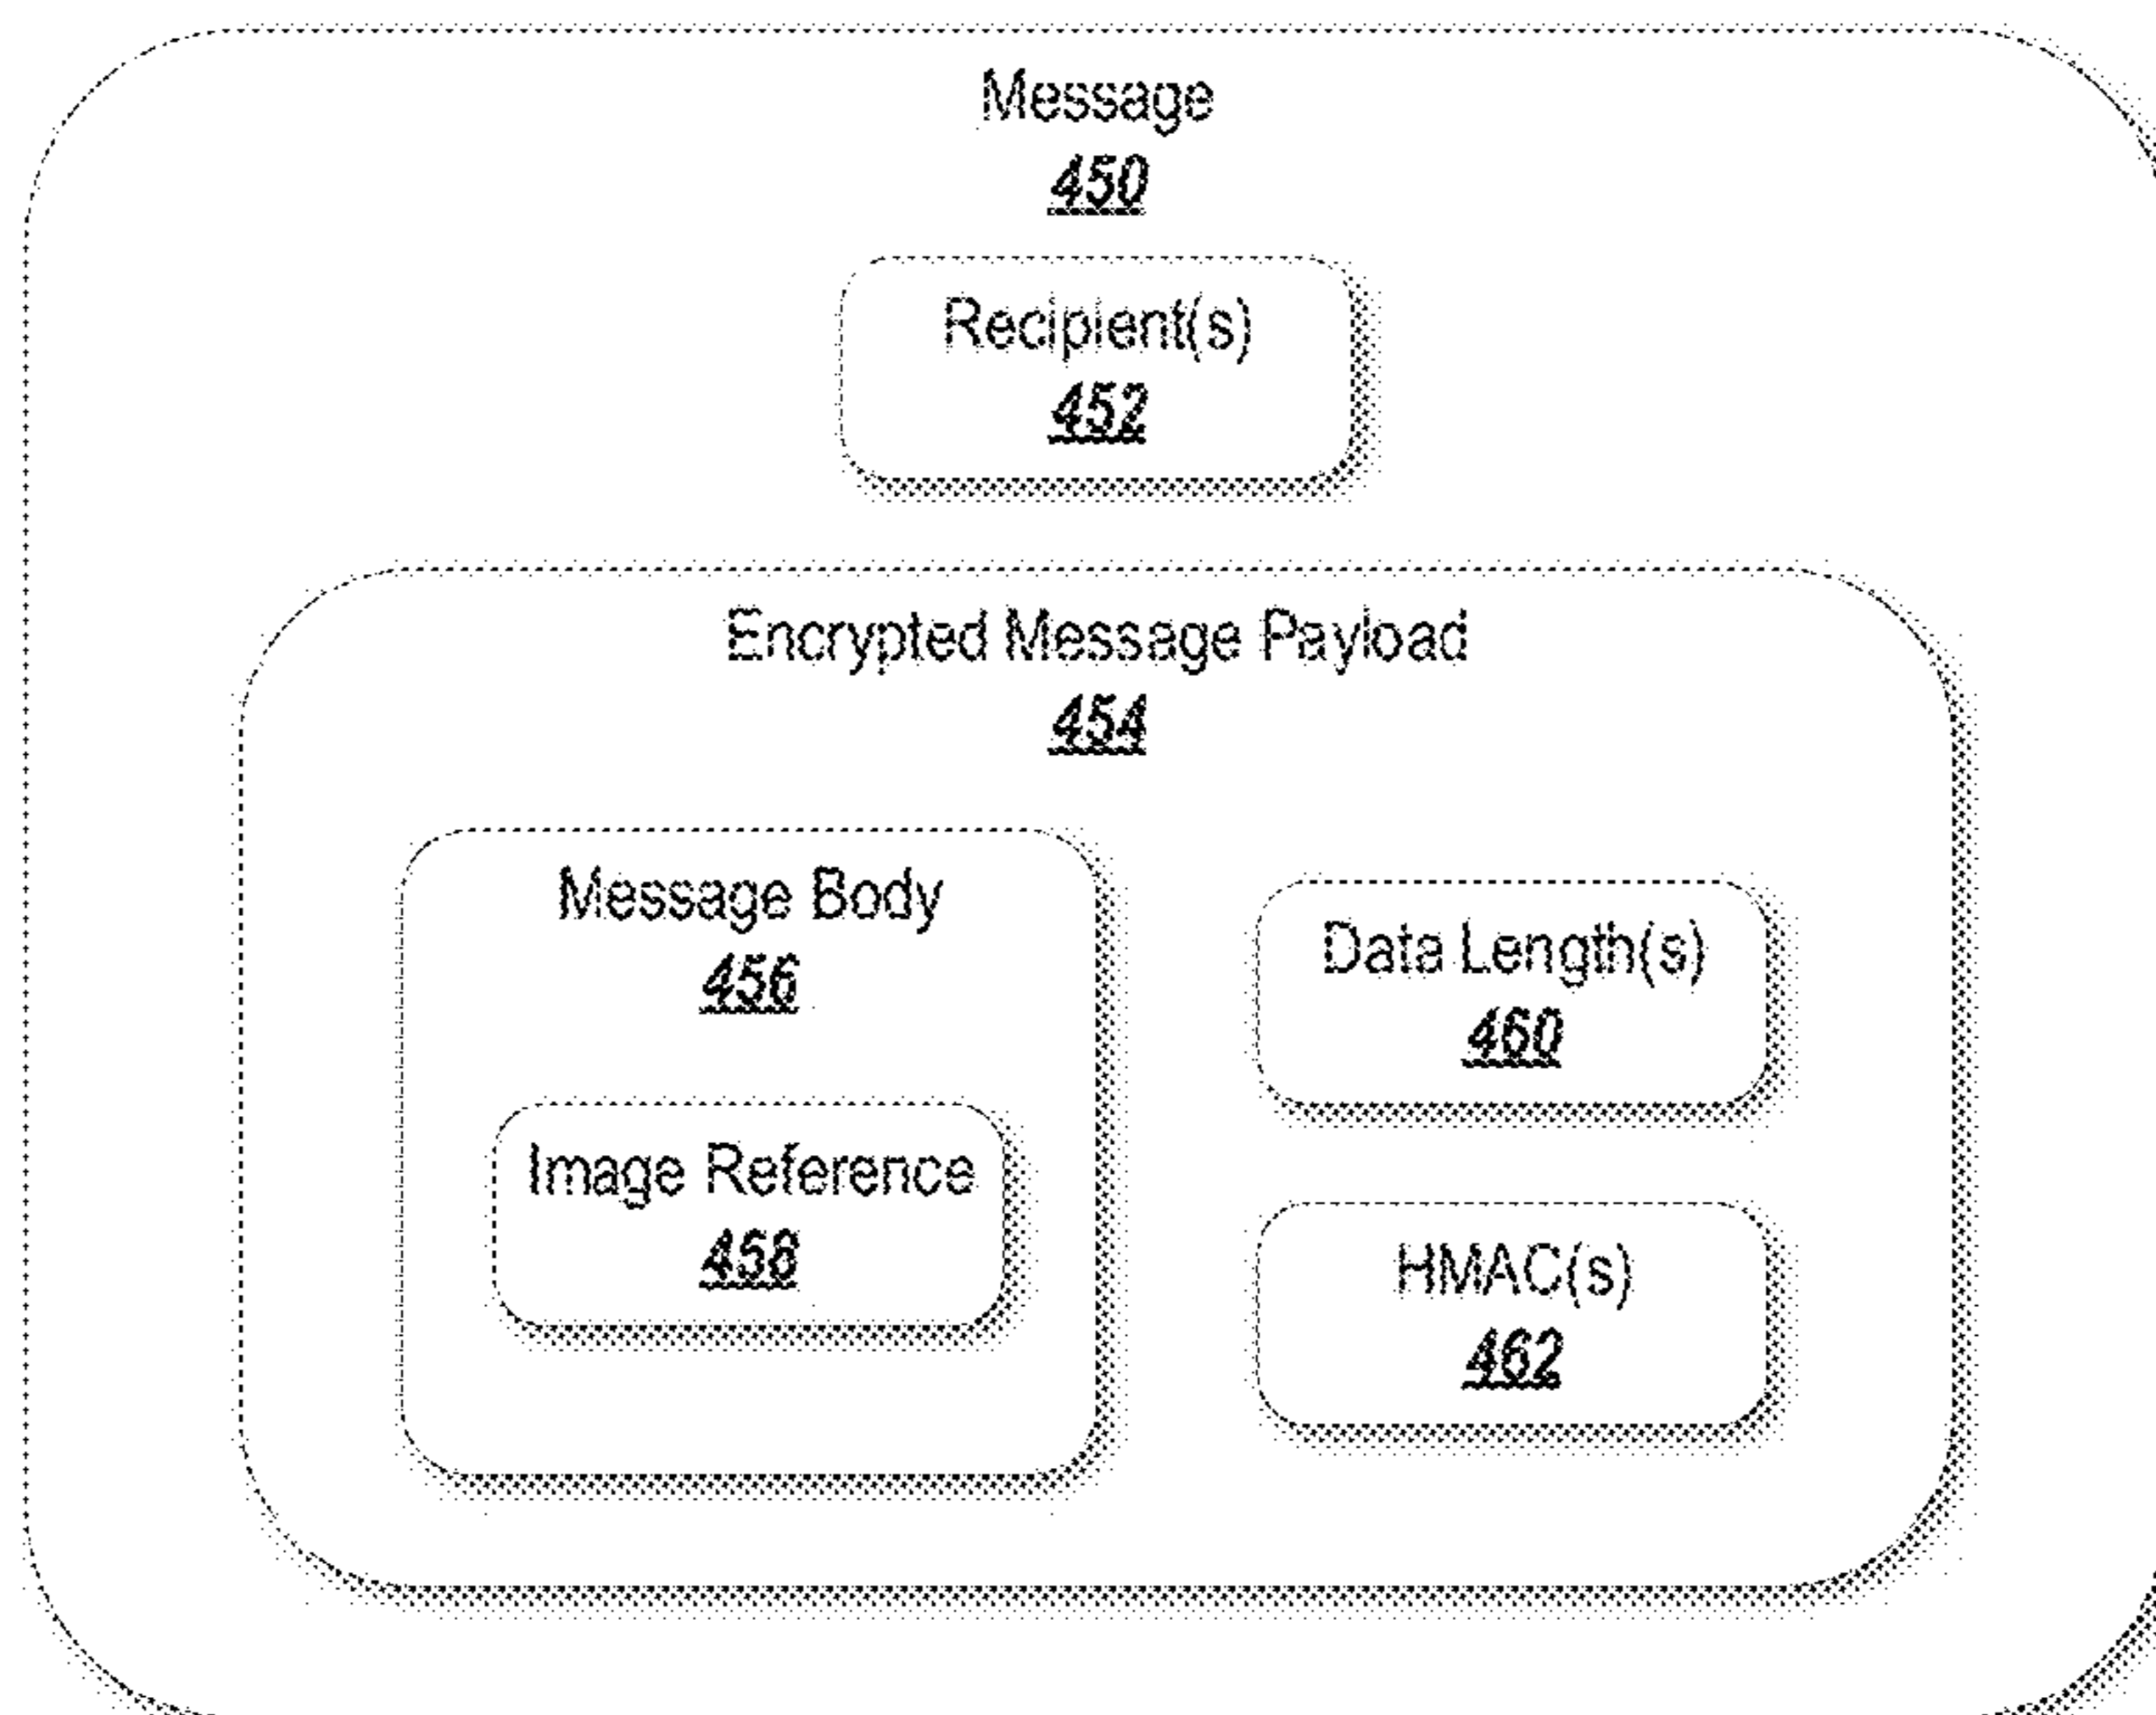 Message
450
Recipient(s)
452
Encrypted Message Payload
454
Message Body
456
Image Reference
458
Data Length(s)
460
HMAC(s)
462